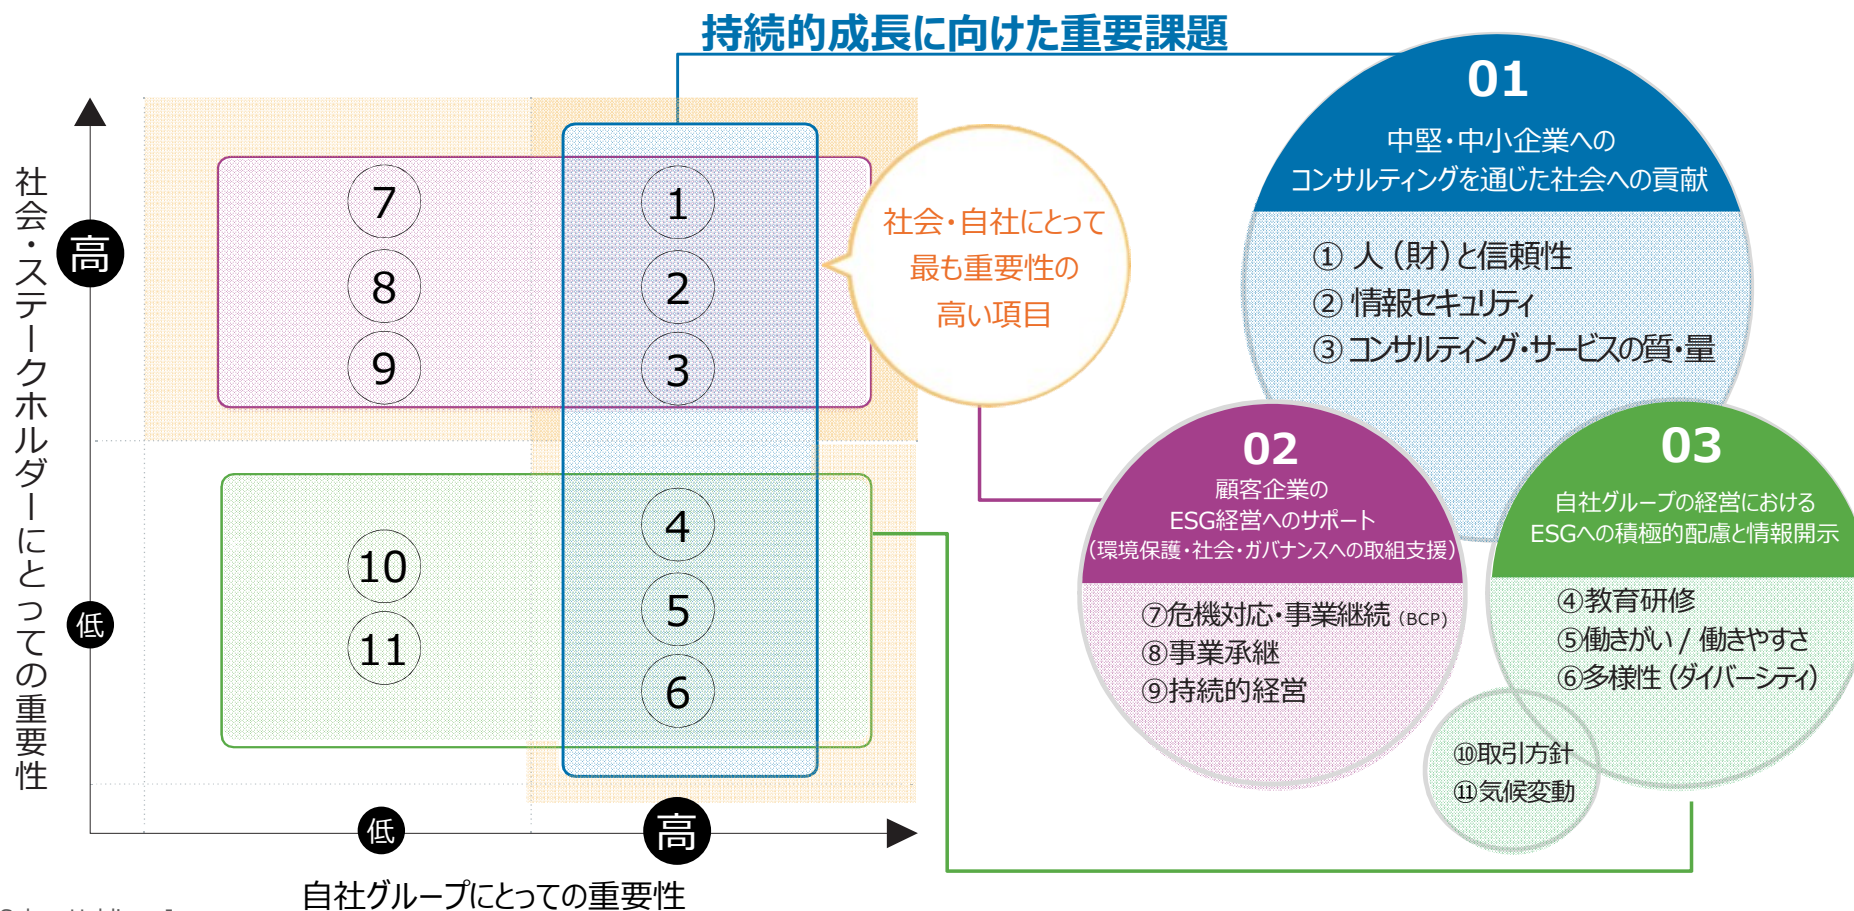 持続的成長に向けた重要課題
社会・ステークホルダーにとっての重要性
高
低
7
8
9
1
2
3
10
11
4
5
6
低
高
自社グループにとっての重要性
社会・自社にとって
最も重要性の
高い項目
01
中堅・中小企業への
コンサルティングを通じた社会への貢献
① 人（財）と信頼性
② 情報セキュリティ
③ コンサルティング・サービスの質・量
02
顧客企業の
ESG経営へのサポート
（環境保護・社会・ガバナンスへの取組支援）
⑦危機対応・事業継続（BCP）
⑧事業承継
⑨持続的経営
03
自社グループの経営における
ESGへの積極的配慮と情報開示
④教育研修
⑤働きがい / 働きやすさ
⑥多様性（ダイバーシティ）
⑩取引方針
⑪気候変動